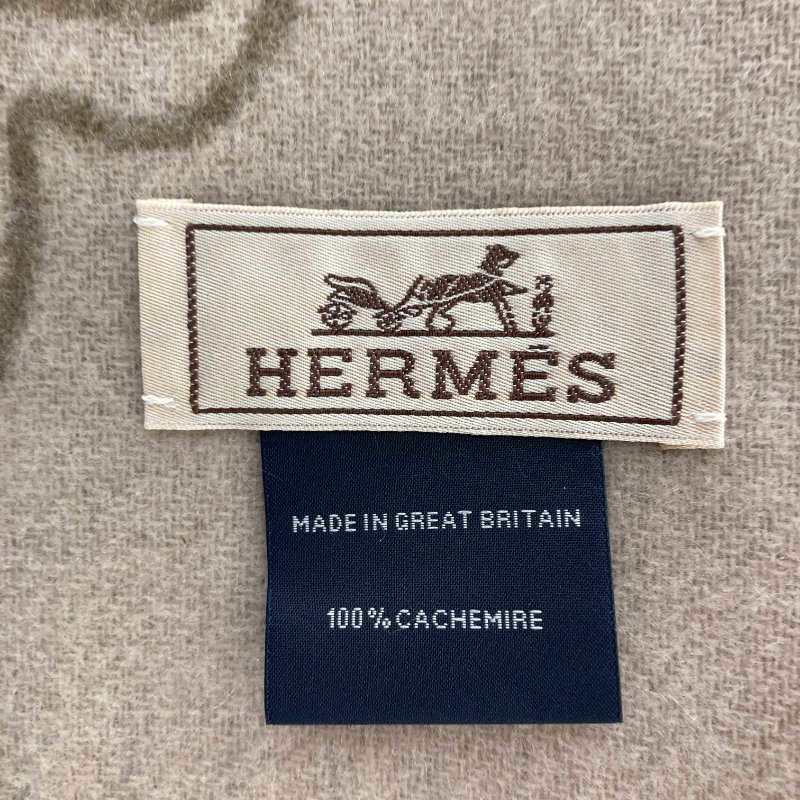 HERMÈS
MADE IN GREAT BRITAIN
100% CACHEMIRE